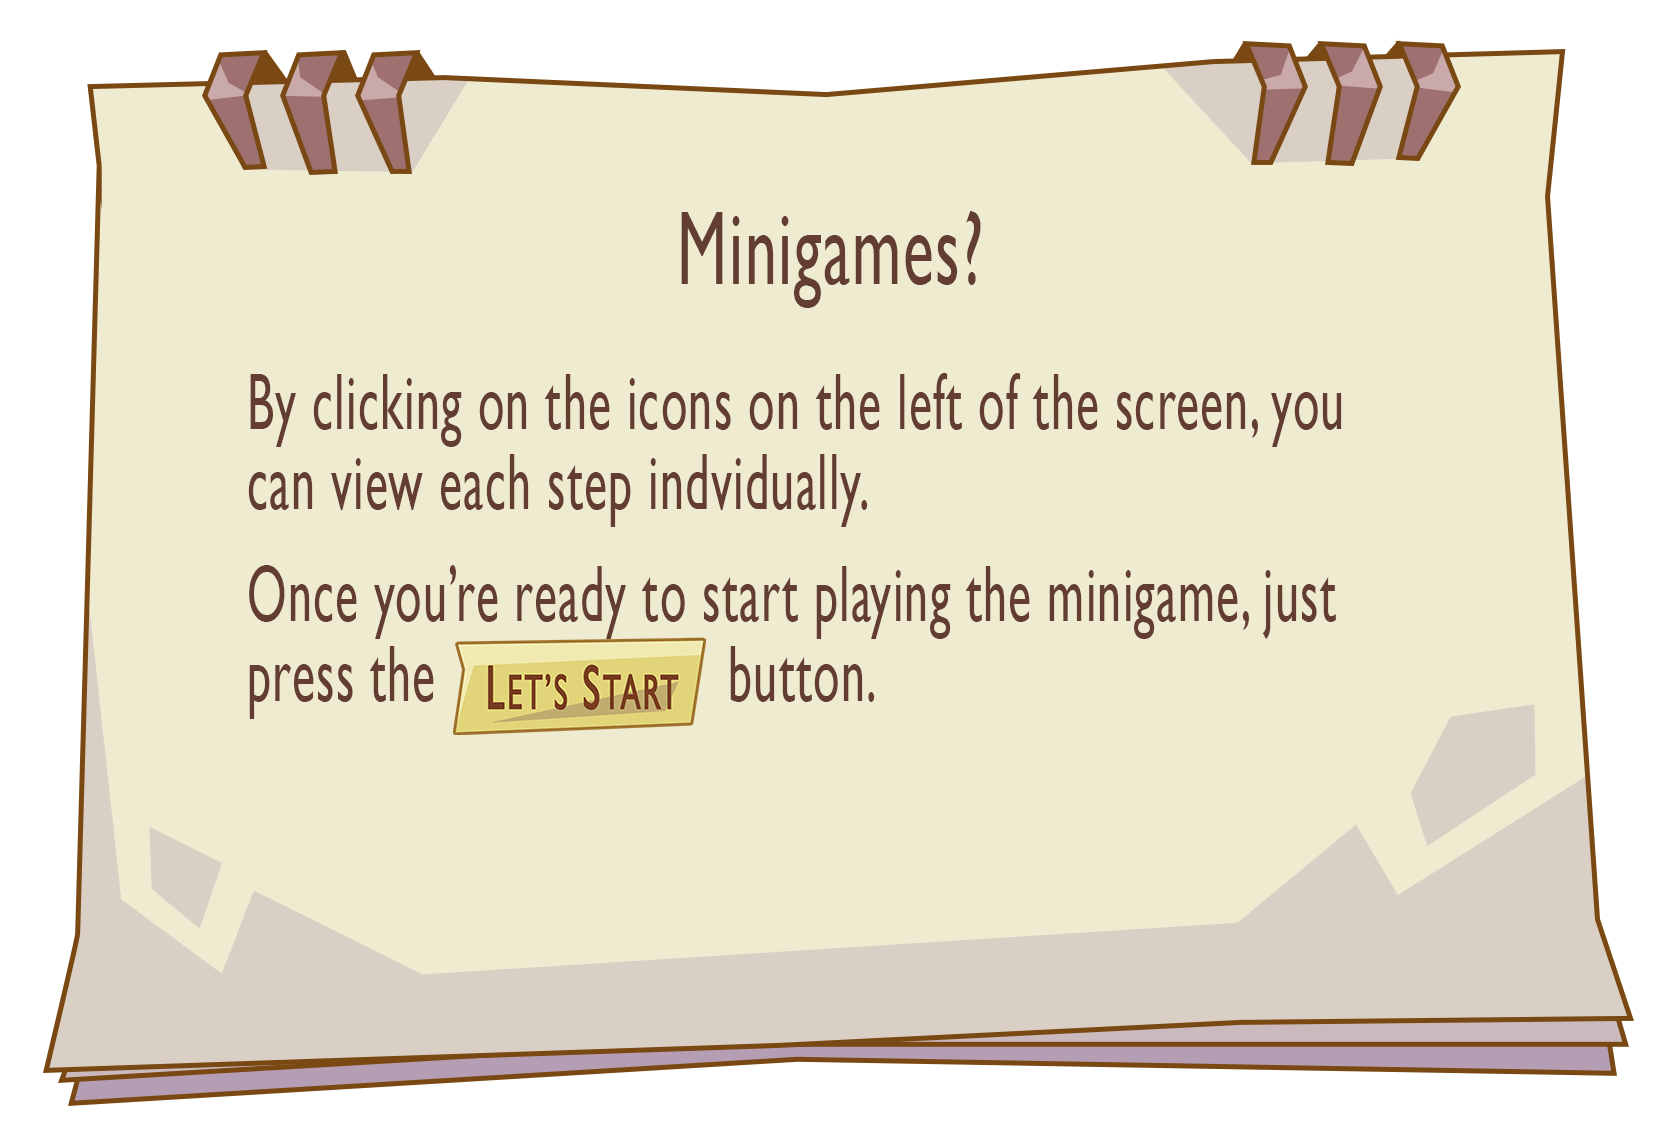 Minigames?
By clicking on the icons on the left of the screen, you
can view each step indvidually.
Once you’re ready to start playing the minigame, just
press the LET’S START button.